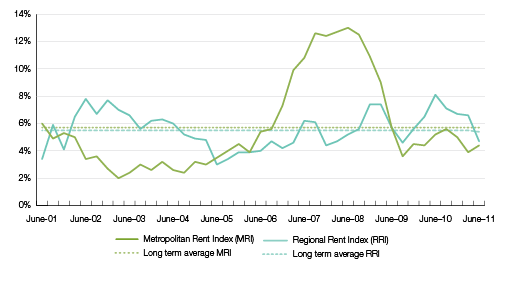 14%
12%
10%
8%
6%
4%
2%
0%
June–01 June–02 June–03 June–04 June–05 June–06 June–07 June–08 June–09 June–10 June–11
Metropolitan Rent Index (MRI) Regional Rent Index (RRI)
Long term average MRI Long term average RRI